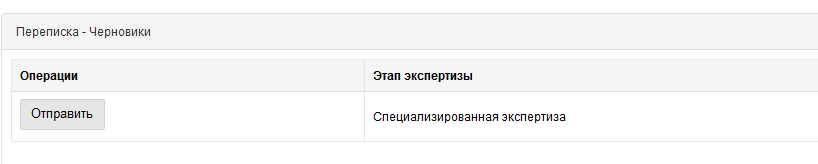 Переписка - Черновики
Операции Этап экспертизы
Отправить Специализированная экспертиза